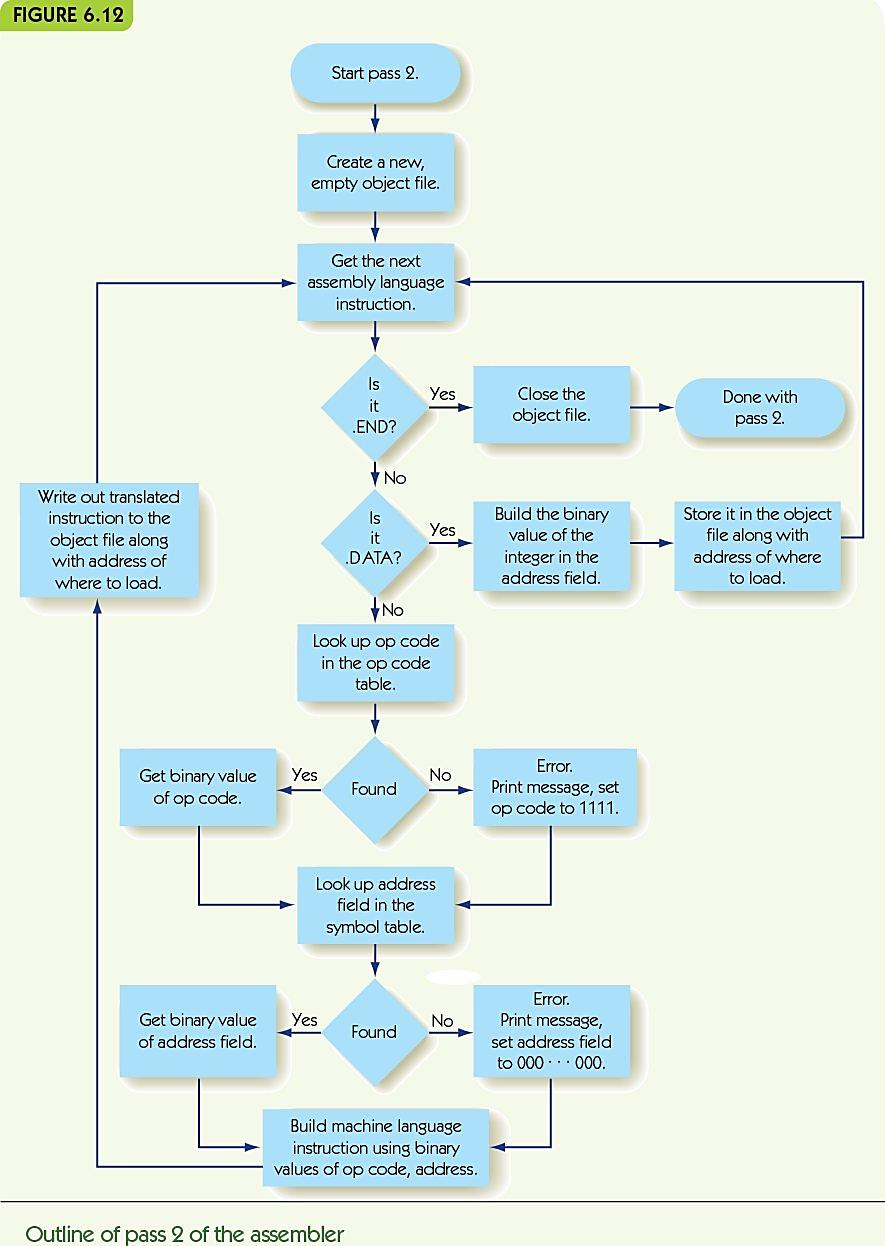 FIGURE 6.12
Start pass 2.
Create a new,
empty object file.
Get the next
assembly language
instruction.
Is
it
.END?
Yes
Close the
object file.
Done with
pass 2.
No
Is
it
.DATA?
Yes
Build the binary
value of the
integer in the
address field.
Store it in the object
file along with
address of where
to load.
Write out translated
instruction to the
object file along
with address of
where to load.
No
Look up op code
in the op code
table.
Found
Yes
Get binary value
of op code.
No
Error.
Print message, set
op code to 1111.
Look up address
field in the
symbol table.
Found
Yes
Get binary value
of address field.
No
Error.
Print message,
set address field
to 000 · · · 000.
Build machine language
instruction using binary
values of op code, address.
Outline of pass 2 of the assembler